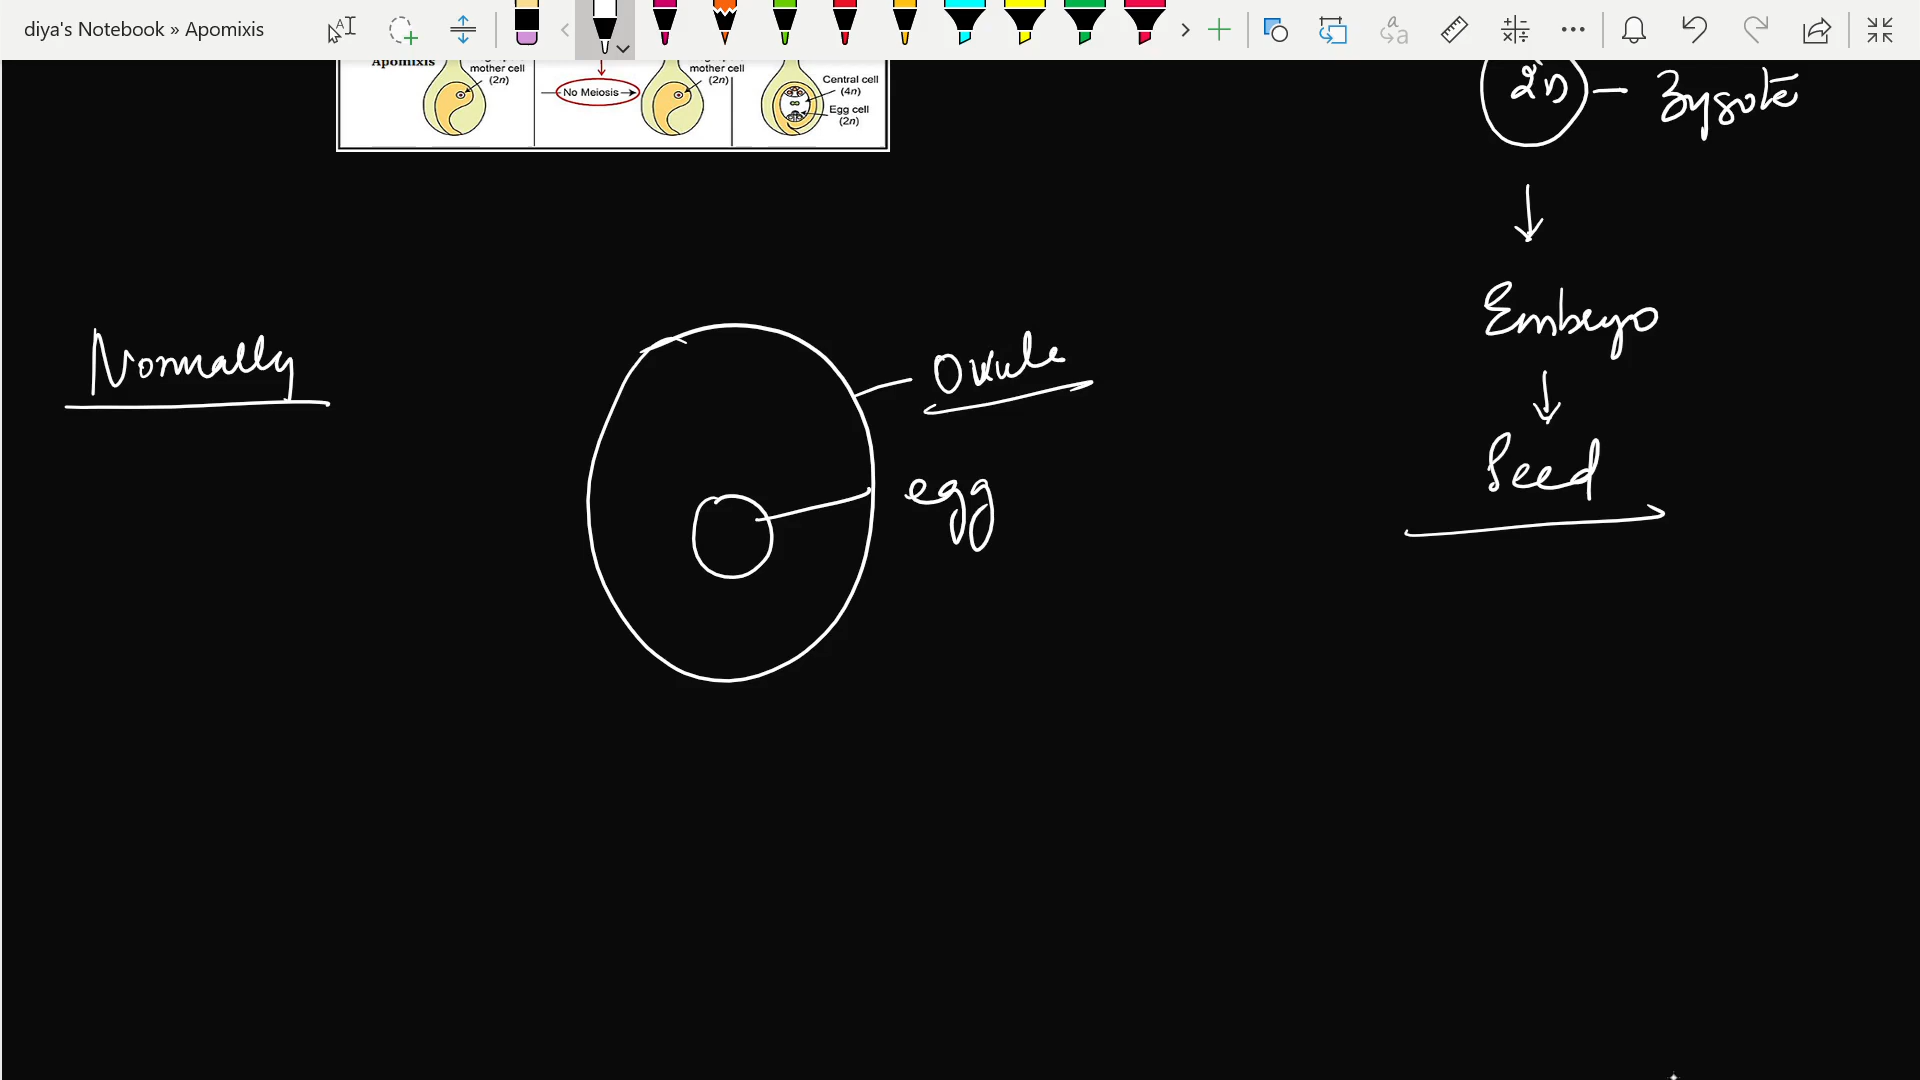 diya's Notebook » Apomixis
Apomixis
mother cell
(2n)
No Meiosis
mother cell
(2n)
Central cell
(4n)
Egg cell
(2n)
2n - Zygote
Embryo
Seed
Normally
Ovule
egg